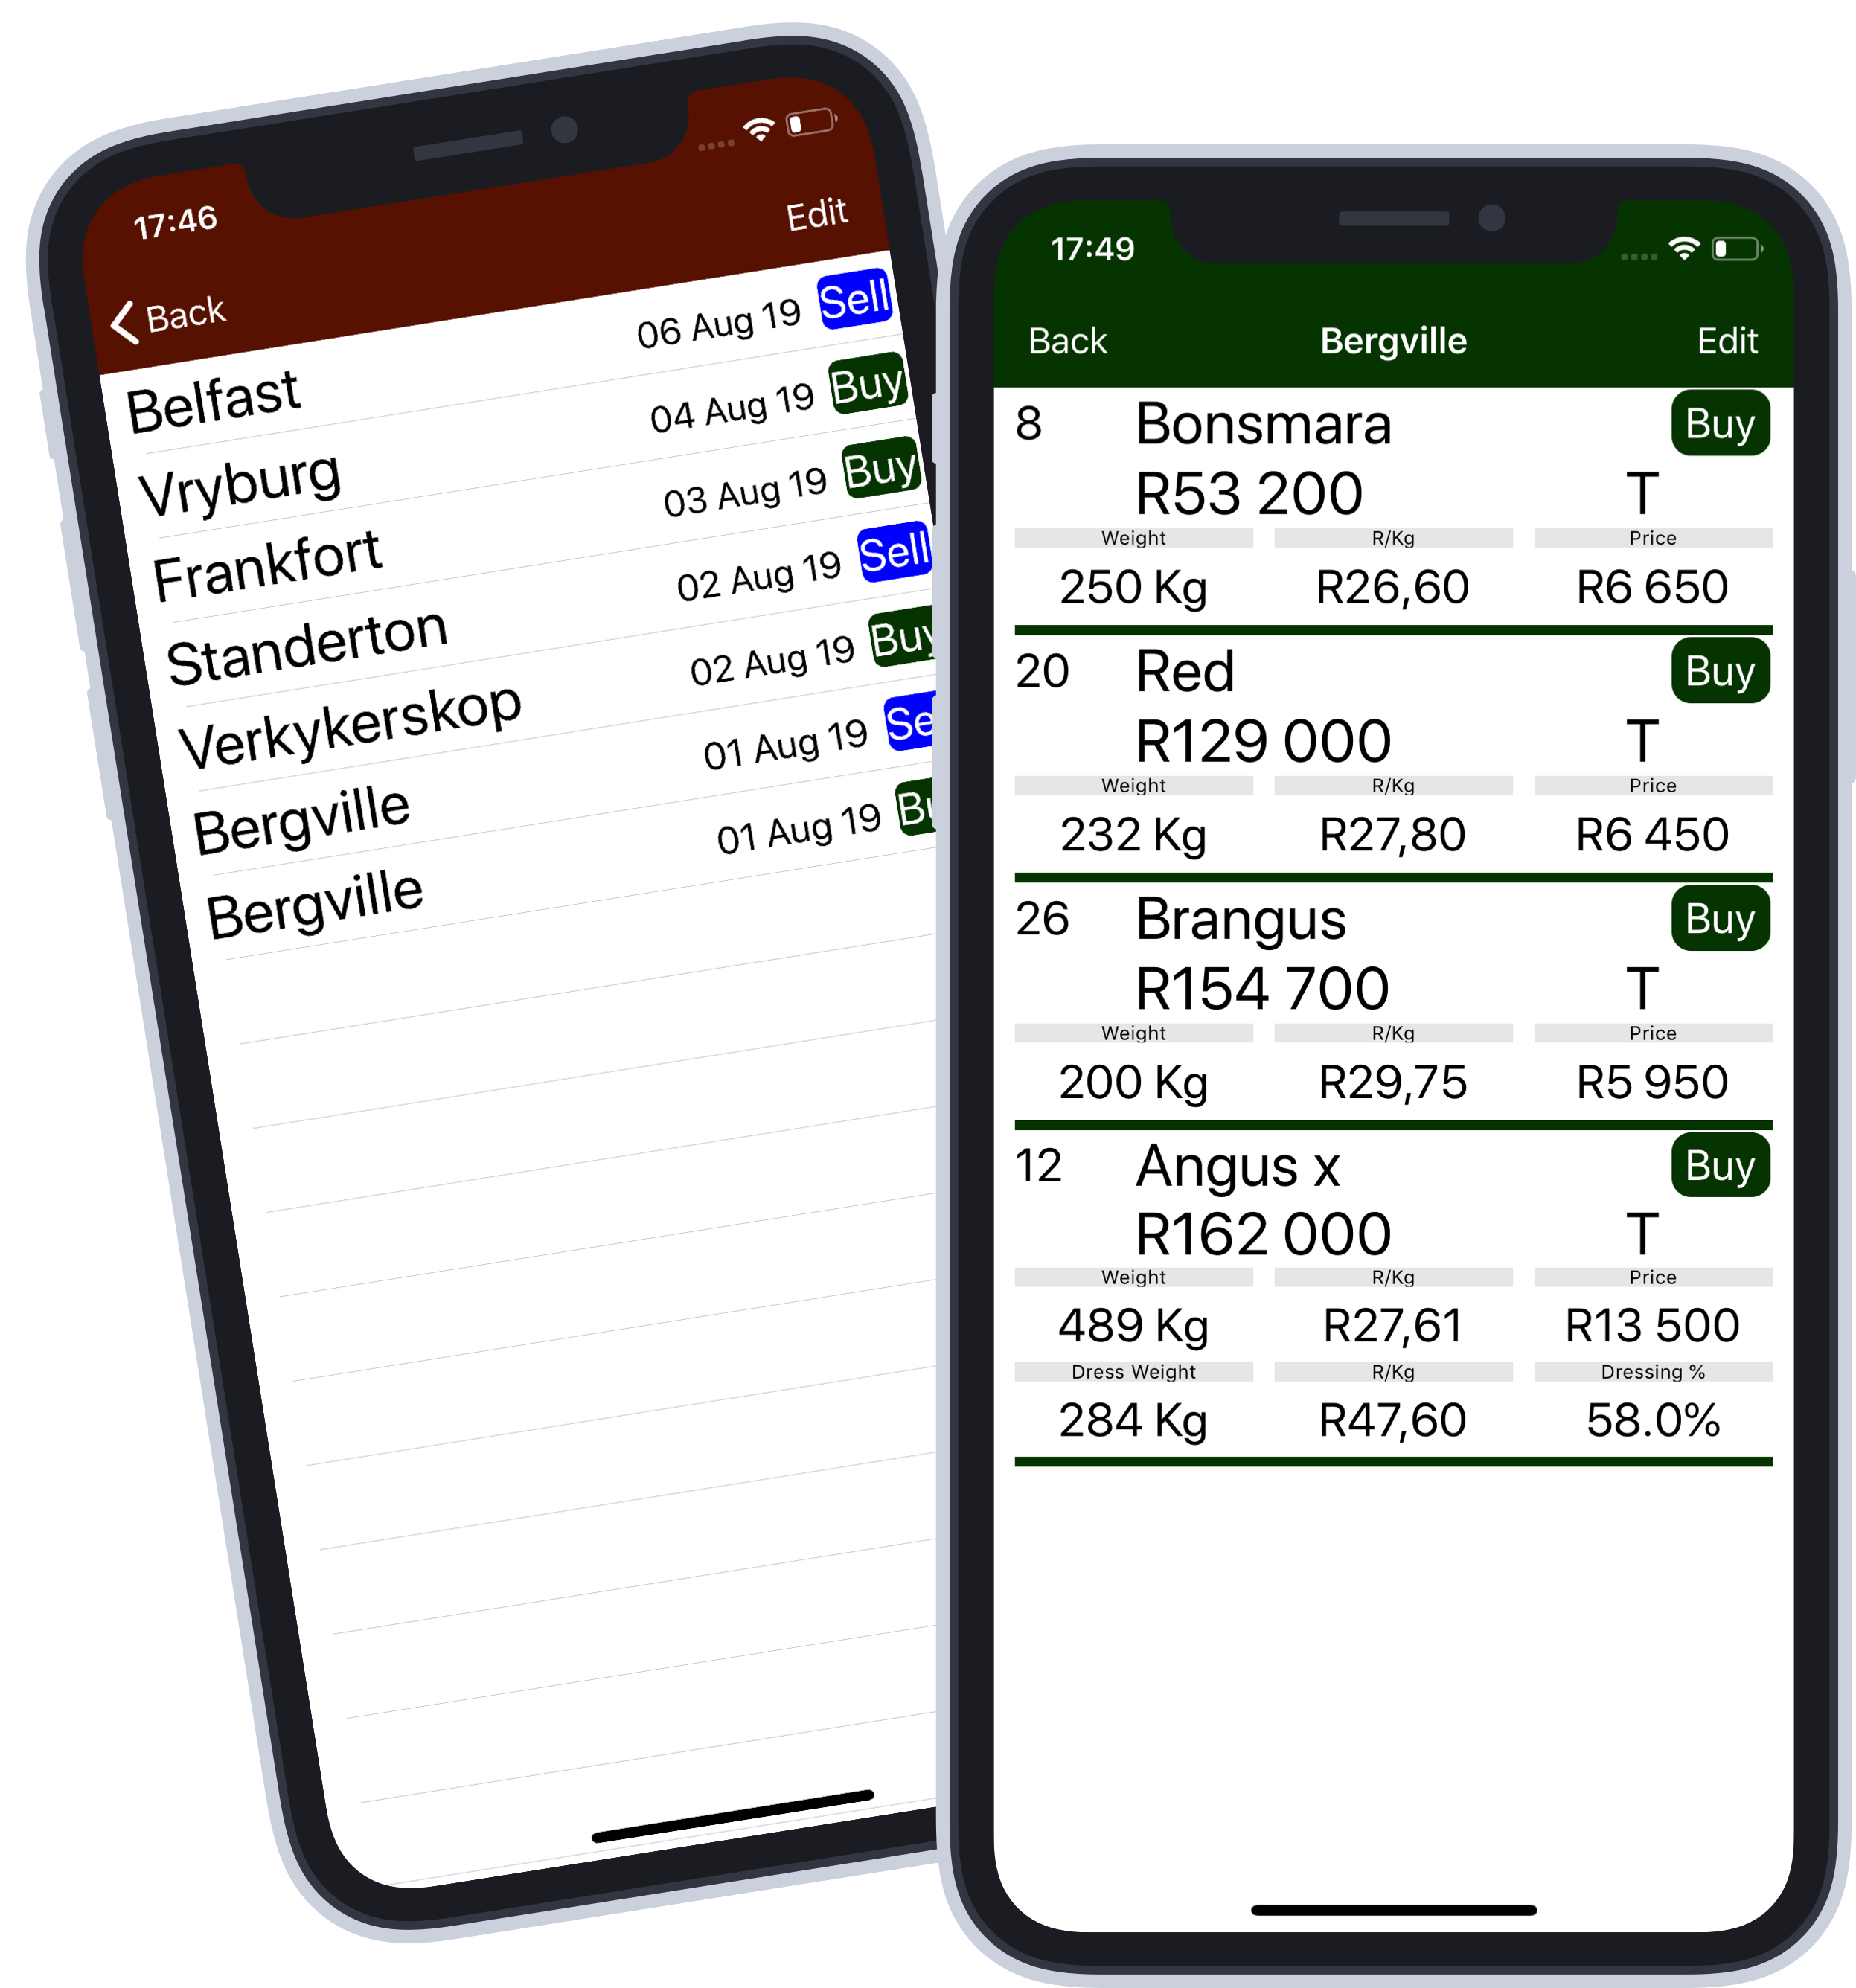 17:46
Edit
Back
Belfast 06 Aug 19 Sell
Vryburg 04 Aug 19 Buy
Frankfort 03 Aug 19 Buy
Standerton 02 Aug 19 Sell
Verkykerskop 02 Aug 19 Buy
Bergville 01 Aug 19 Se
Bergville 01 Aug 19 Bu
17:49
Back Bergville Edit
8 Bonsmara Buy
R53 200 T
Weight R/Kg Price
250 Kg R26,60 R6 650
20 Red Buy
R129 000 T
Weight R/Kg Price
232 Kg R27,80 R6 450
26 Brangus Buy
R154 700 T
Weight R/Kg Price
200 Kg R29,75 R5 950
12 Angus x Buy
R162 000 T
Weight R/Kg Price
489 Kg R27,61 R13 500
Dress Weight R/Kg Dressing %
284 Kg R47,60 58.0%